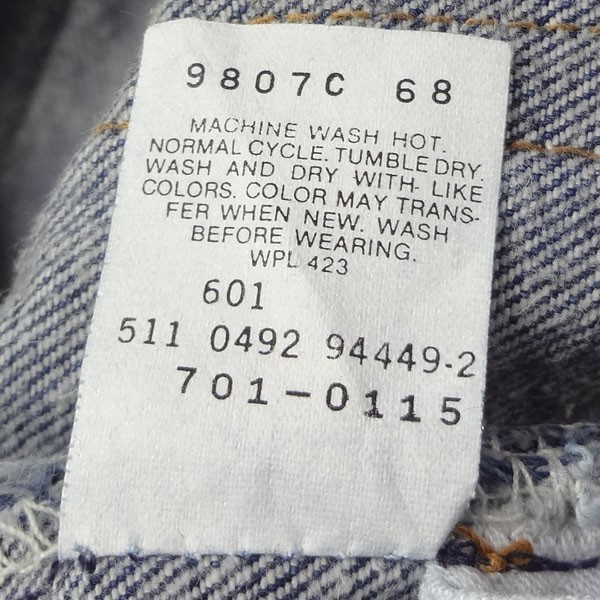 9807C 68
MACHINE WASH HOT.
NORMAL CYCLE. TUMBLE DRY.
WASH AND DRY WITH LIKE
COLORS. COLOR MAY TRANS-
FER WHEN NEW. WASH
BEFORE WEARING.
WPL 423
601
511 0492 94449-2
701-0115